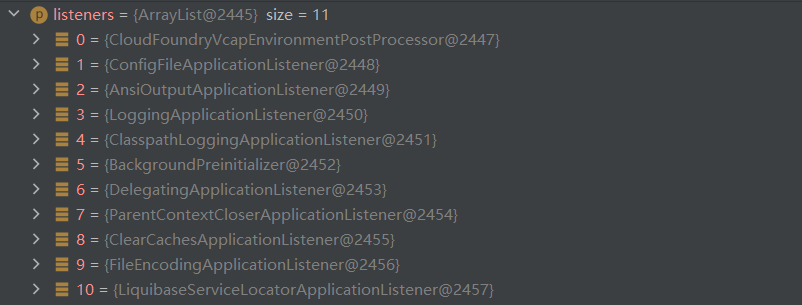 p listeners = {ArrayList@2445} size = 11
0 = {CloudFoundryVcapEnvironmentPostProcessor@2447}
1 = {ConfigFileApplicationListener@2448}
2 = {AnsiOutputApplicationListener@2449}
3 = {LoggingApplicationListener@2450}
4 = {ClasspathLoggingApplicationListener@2451}
5 = {BackgroundPreinitializer@2452}
6 = {DelegatingApplicationListener@2453}
7 = {ParentContextCloserApplicationListener@2454}
8 = {ClearCachesApplicationListener@2455}
9 = {FileEncodingApplicationListener@2456}
10 = {LiquibaseServiceLocatorApplicationListener@2457}